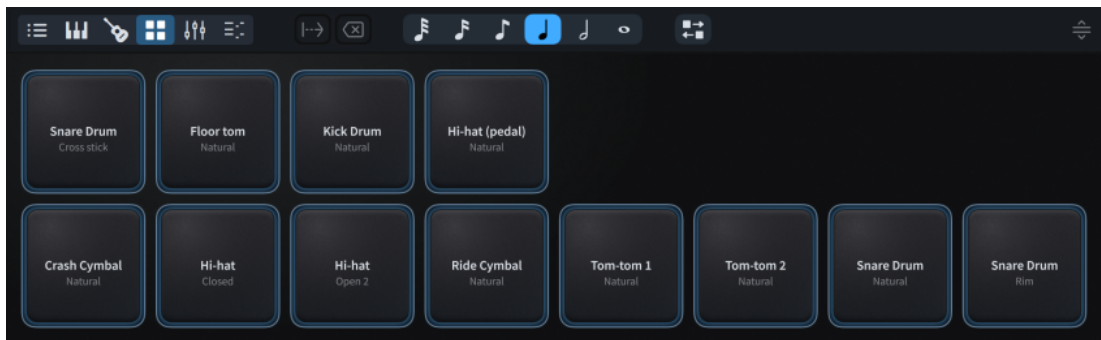 Snare Drum
Cross stick
Floor tom
Natural
Kick Drum
Natural
Hi-hat (pedal)
Natural
Crash Cymbal
Natural
Hi-hat
Closed
Hi-hat
Open 2
Ride Cymbal
Natural
Tom-tom 1
Natural
Tom-tom 2
Natural
Snare Drum
Natural
Snare Drum
Rim